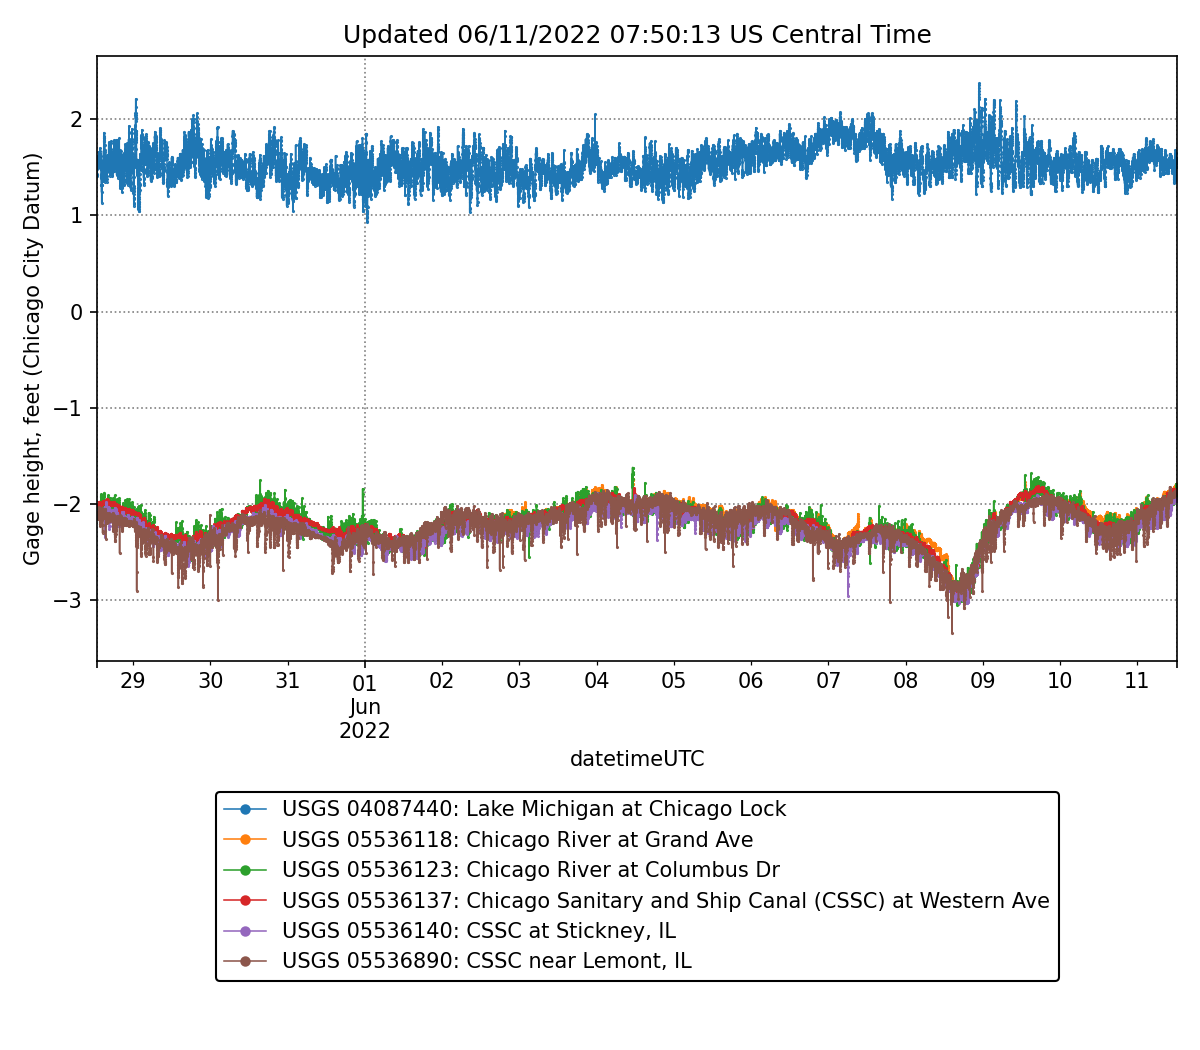 Updated 06/11/2022 07:50:13 US Central Time
Gage height, feet (Chicago City Datum)
2
1
0
−1
−2
−3
29 30 31 01 02 03 04 05 06 07 08 09 10 11
Jun
2022
datetimeUTC
USGS 04087440: Lake Michigan at Chicago Lock
USGS 05536118: Chicago River at Grand Ave
USGS 05536123: Chicago River at Columbus Dr
USGS 05536137: Chicago Sanitary and Ship Canal (CSSC) at Western Ave
USGS 05536140: CSSC at Stickney, IL
USGS 05536890: CSSC near Lemont, IL